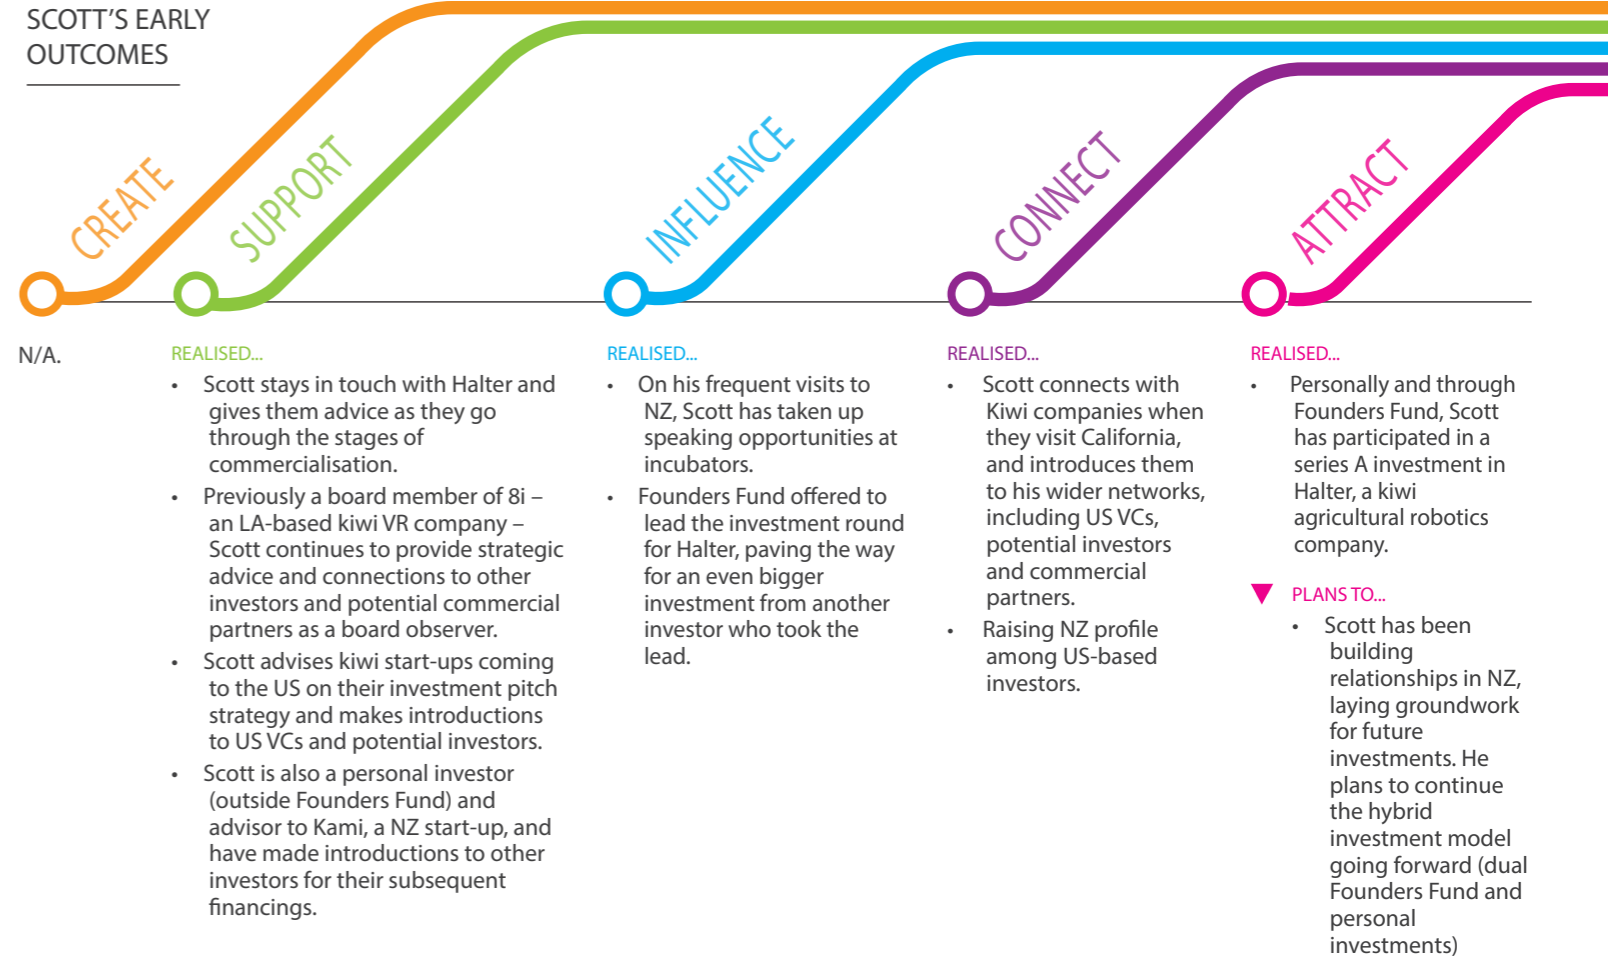 SCOTT'S EARLY
OUTCOMES
CREATE
SUPPORT
INFLUENCE
CONNECT
ATTRACT
N/A.
REALISED...
• Scott stays in touch with Halter and
gives them advice as they go
through the stages of
commercialisation.
• Previously a board member of 8i –
an LA-based kiwi VR company –
Scott continues to provide strategic
advice and connections to other
investors and potential commercial
partners as a board observer.
• Scott advises kiwi start-ups coming
to the US on their investment pitch
strategy and makes introductions
to US VCs and potential investors.
• Scott is also a personal investor
(outside Founders Fund) and
advisor to Kami, a NZ start-up, and
have made introductions to other
investors for their subsequent
financings.
REALISED...
• On his frequent visits to
NZ, Scott has taken up
speaking opportunities at
incubators.
• Founders Fund offered to
lead the investment round
for Halter, paving the way
for an even bigger
investment from another
investor who took the
lead.
REALISED...
• Scott connects with
Kiwi companies when
they visit California,
and introduces them
to his wider networks,
including US VCs,
potential investors
and commercial
partners.
• Raising NZ profile
among US-based
investors.
REALISED...
• Personally and through
Founders Fund, Scott
has participated in a
series A investment in
Halter, a kiwi
agricultural robotics
company.
PLANS TO...
• Scott has been
building
relationships in NZ,
laying groundwork
for future
investments. He
plans to continue
the hybrid
investment model
going forward (dual
Founders Fund and
personal
investments)